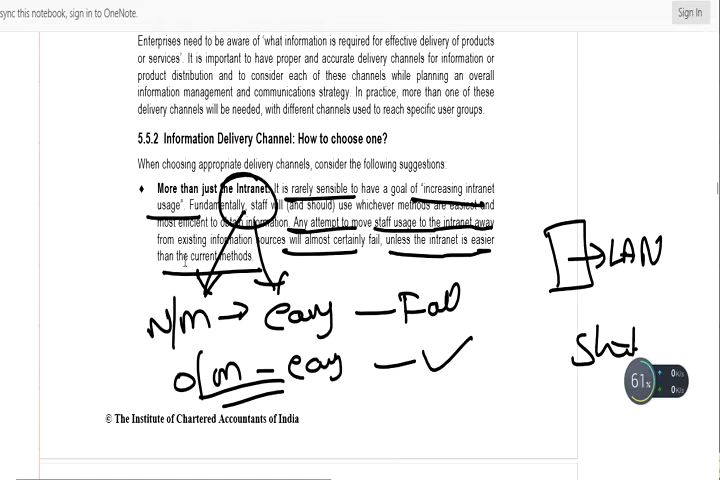 sync this notebook, sign in to OneNote.
Sign In
Enterprises need to be aware of 'what information is required for effective delivery of products
or services'. It is important to have proper and accurate delivery channels for information or
product distribution and to consider each of these channels while planning an overall
information management and communications strategy. In practice, more than one of these
delivery channels will be needed, with different channels used to reach specific user groups.
5.5.2 Information Delivery Channel: How to choose one?
When choosing appropriate delivery channels, consider the following suggestions:
♦ More than just the Intranet: It is rarely sensible to have a goal of "increasing intranet
usage". Fundamentally, staff will (and should) use whichever methods are easiest and
most efficient to obtain information. Any attempt to move staff usage to the intranet away
from existing information sources will almost certainly fail, unless the intranet is easier
than the current methods.
→ LAN
N/m → easy — Fail
O/m — easy — ✓
61%
0K/s
0K/s
© The Institute of Chartered Accountants of India